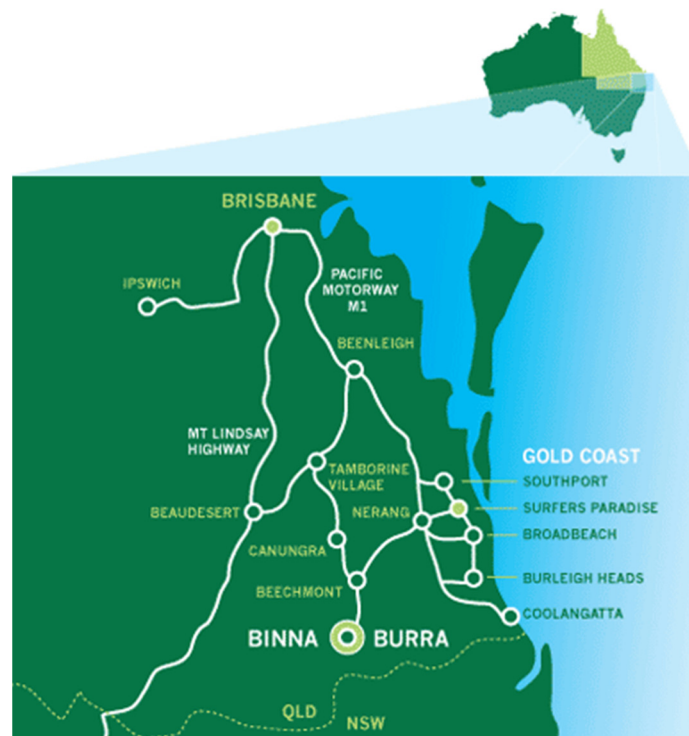 BRISBANE
IPSWICH
PACIFIC
MOTORWAY
M1
BEENLEIGH
MT LINDSAY
HIGHWAY
TAMBORINE
VILLAGE
GOLD COAST
SOUTHPORT
BEAUDESERT
NERANG
SURFERS PARADISE
BROADBEACH
CANUNGRA
BEECHMONT
BURLEIGH HEADS
COOLANGATTA
BINNA BURRA
QLD
NSW